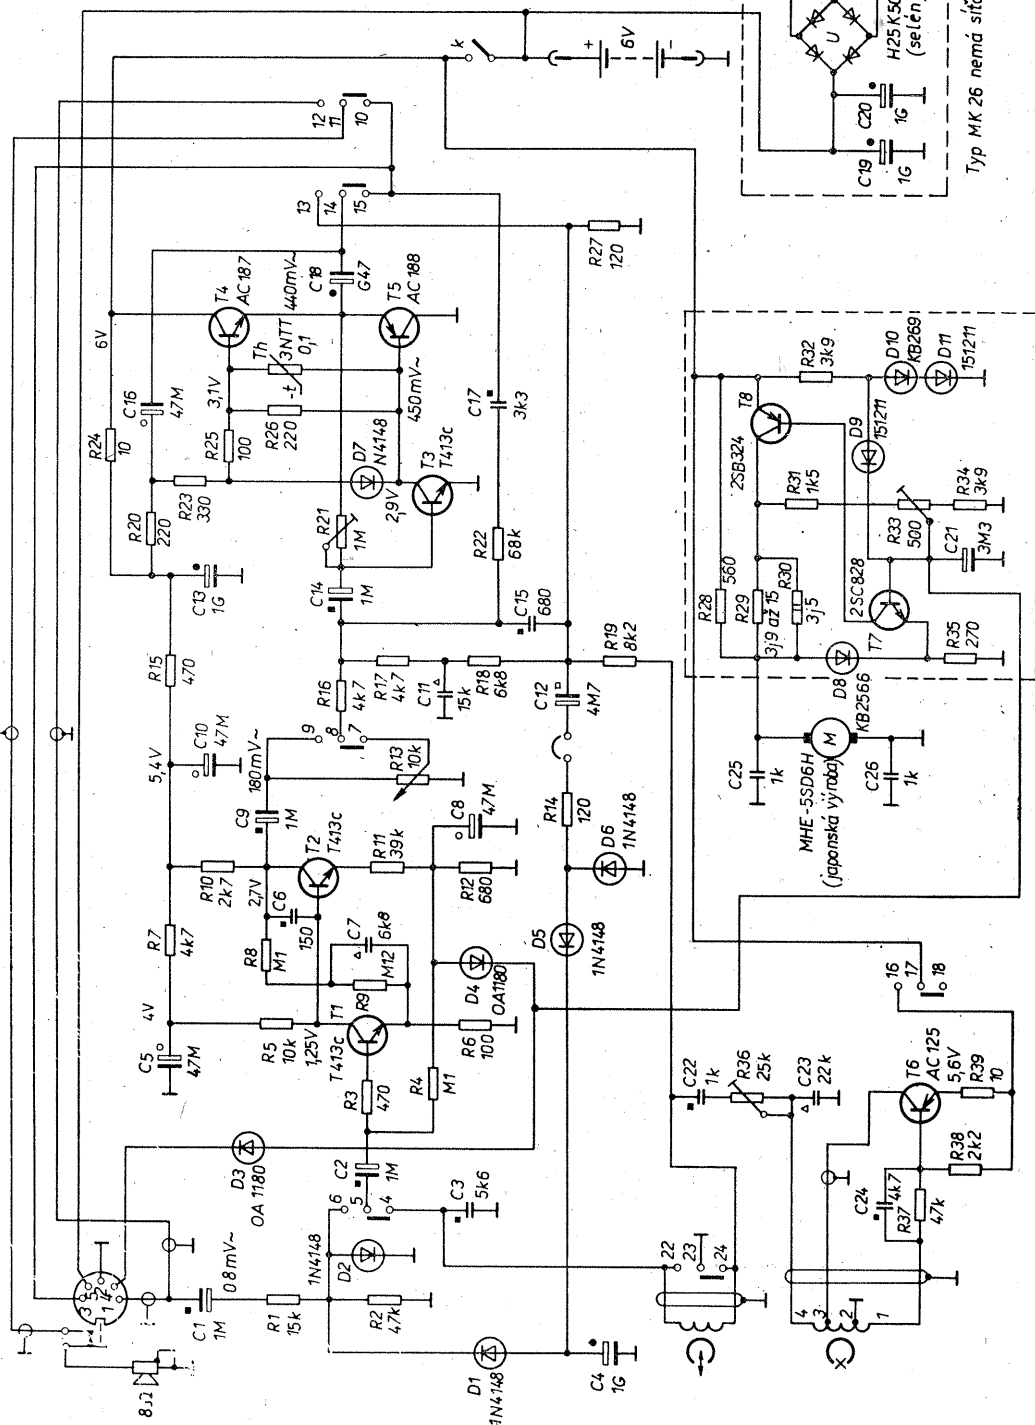 8Ω
3
5
2
1
4
C1
1M
0,8 mV~
R1
15k
R2
47k
1N4148
D2
D1
1N4148
C4
1G
D3
OA 1180
6
5
4
C2
1M
C3
5k6
R3
470
R4
M1
C5
47M
4V
R5
10k
1,25V
T413c
T1
R6
100
R7
4k7
R8
M1
R9
M12
C7
6k8
C6
150
D4
OA1180
R10
2k7
2,7V
T2
T413c
R11
39k
R12
680
C8
47M
C9
1M
180mV~
R13
10k
9
8
7
5,4V
C10
47M
R15
470
R16
4k7
R17
4k7
C11
15k
R18
6k8
C12
4M7
R14
120
D6
1N4148
D5
1N4148
R19
8k2
C13
1G
C14
1M
C15
680
R20
220
R21
1M
R22
68k
C17
3k3
R23
330
R24
10
6V
C16
47M
R25
100
R26
220
3,1V
D7
N4148
2,9V
T3
T413c
Th
3NTT
0,1
-t
450mV~
T4
AC187
440mV~
C18
G47
T5
AC188
13
14
15
R27
120
12
11
10
k
+
6V
−
U
H25 K50
C20
1G
C19
1G
Typ MK 26 nemá
R28
560
R29
3j9 až 15
R30
3j5
R31
1k5
R32
3k9
R33
500
R34
3k9
R35
270
C21
3M3
2SB324
T8
2SC828
T7
D8
KB2566
D9
151211
D10
KB269
D11
151211
M
MHE-5SD6H
(japonská výroba)
C25
1k
C26
1k
16
17
18
T6
AC125
5,6V
R39
10
R38
2k2
R37
47k
C24
4k7
C22
1k
R36
25k
C23
22k
22
23
24
4
3
2
1